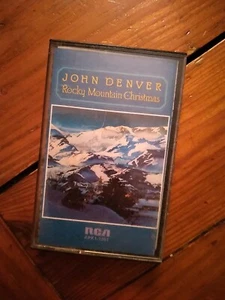 JOHN DENVER
Rocky Mountain Christmas
RCA